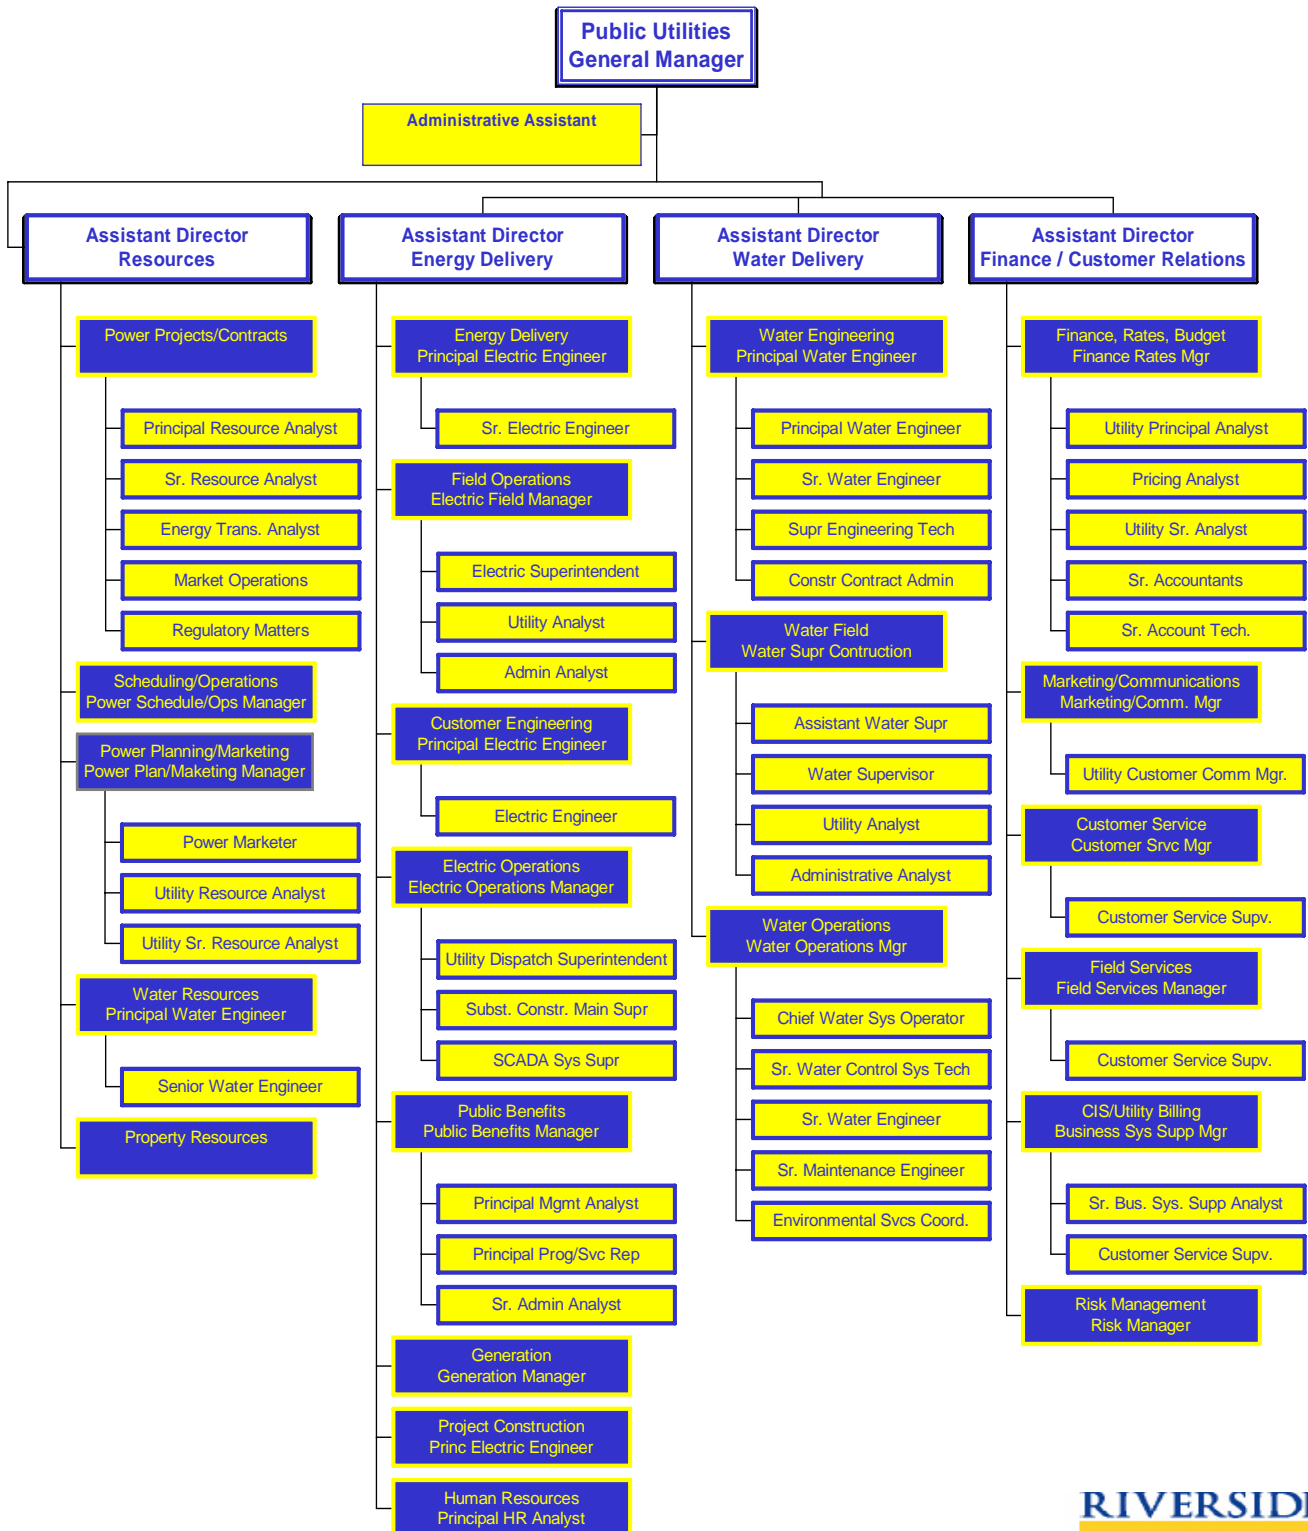 Public Utilities
General Manager
Administrative Assistant
Assistant Director
Resources
Power Projects/Contracts
Principal Resource Analyst
Sr. Resource Analyst
Energy Trans. Analyst
Market Operations
Regulatory Matters
Scheduling/Operations
Power Schedule/Ops Manager
Power Planning/Marketing
Power Plan/Maketing Manager
Power Marketer
Utility Resource Analyst
Utility Sr. Resource Analyst
Water Resources
Principal Water Engineer
Senior Water Engineer
Property Resources
Assistant Director
Energy Delivery
Energy Delivery
Principal Electric Engineer
Sr. Electric Engineer
Field Operations
Electric Field Manager
Electric Superintendent
Utility Analyst
Admin Analyst
Customer Engineering
Principal Electric Engineer
Electric Engineer
Electric Operations
Electric Operations Manager
Utility Dispatch Superintendent
Subst. Constr. Main Supr
SCADA Sys Supr
Public Benefits
Public Benefits Manager
Principal Mgmt Analyst
Principal Prog/Svc Rep
Sr. Admin Analyst
Generation
Generation Manager
Project Construction
Princ Electric Engineer
Human Resources
Principal HR Analyst
Assistant Director
Water Delivery
Water Engineering
Principal Water Engineer
Principal Water Engineer
Sr. Water Engineer
Supr Engineering Tech
Constr Contract Admin
Water Field
Water Supr Contruction
Assistant Water Supr
Water Supervisor
Utility Analyst
Administrative Analyst
Water Operations
Water Operations Mgr
Chief Water Sys Operator
Sr. Water Control Sys Tech
Sr. Water Engineer
Sr. Maintenance Engineer
Environmental Svcs Coord.
Assistant Director
Finance / Customer Relations
Finance, Rates, Budget
Finance Rates Mgr
Utility Principal Analyst
Pricing Analyst
Utility Sr. Analyst
Sr. Accountants
Sr. Account Tech.
Marketing/Communications
Marketing/Comm. Mgr
Utility Customer Comm Mgr.
Customer Service
Customer Srvc Mgr
Customer Service Supv.
Field Services
Field Services Manager
Customer Service Supv.
CIS/Utility Billing
Business Sys Supp Mgr
Sr. Bus. Sys. Supp Analyst
Customer Service Supv.
Risk Management
Risk Manager
RIVERSID